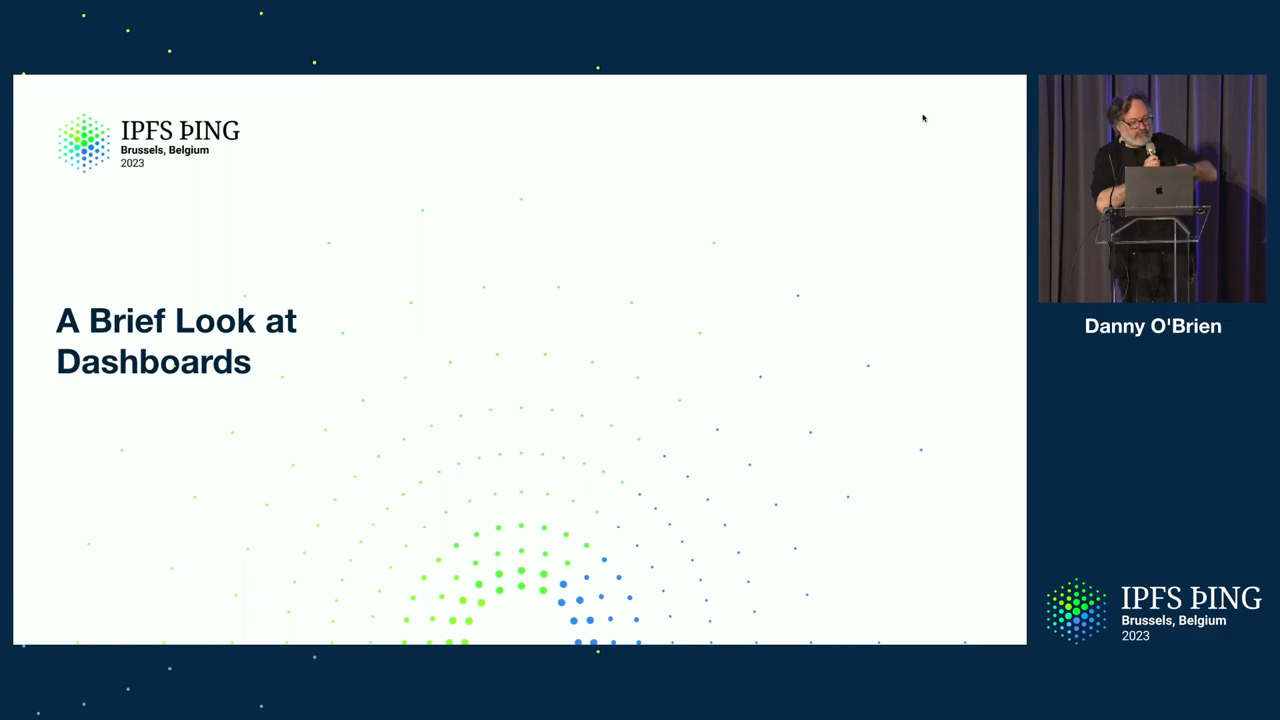 IPFS ÞING
Brussels, Belgium
2023
A Brief Look at
Dashboards
Danny O'Brien
IPFS ÞING
Brussels, Belgium
2023